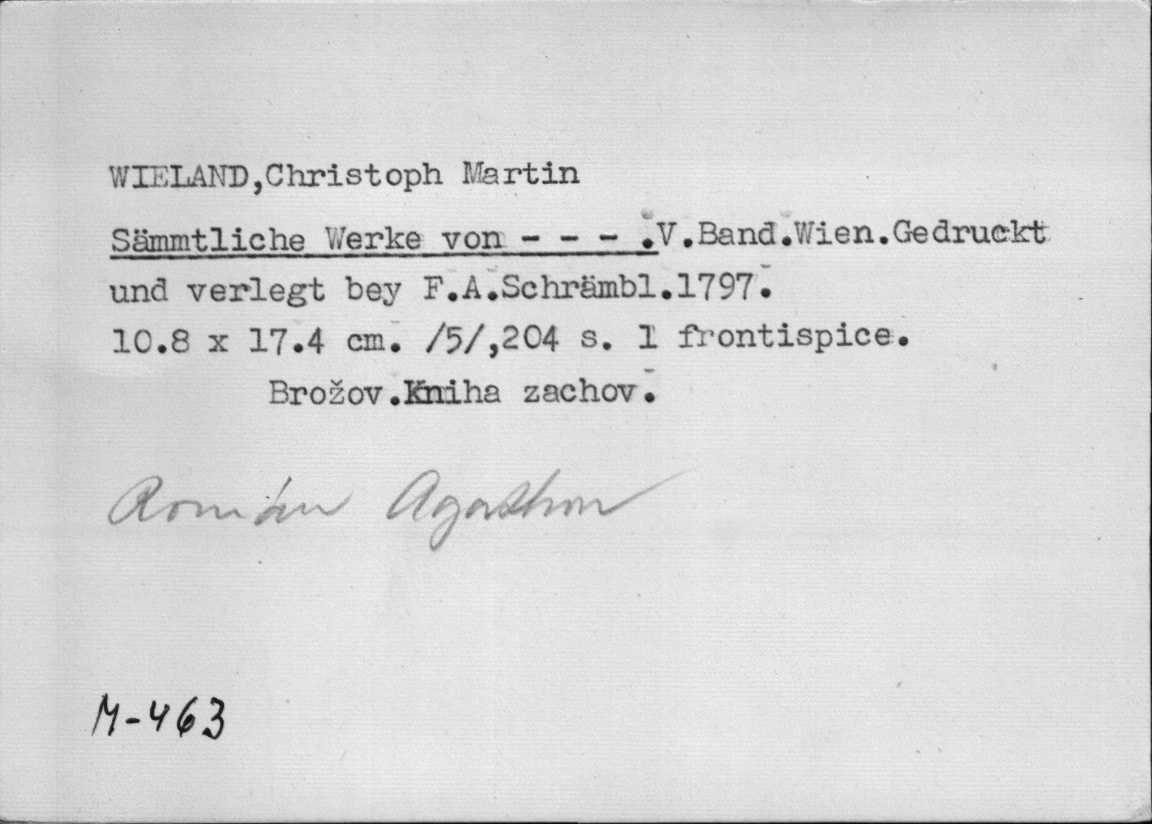 WIELAND,Christoph Martin
Sämmtliche Werke von - - - .V.Band.Wien.Gedruckt
und verlegt bey F.A.Schrämbl.1797.
10.8 x 17.4 cm. /5/,204 s. 1 frontispice.
Brožov.Kniha zachov.
Román Agathon
M-463